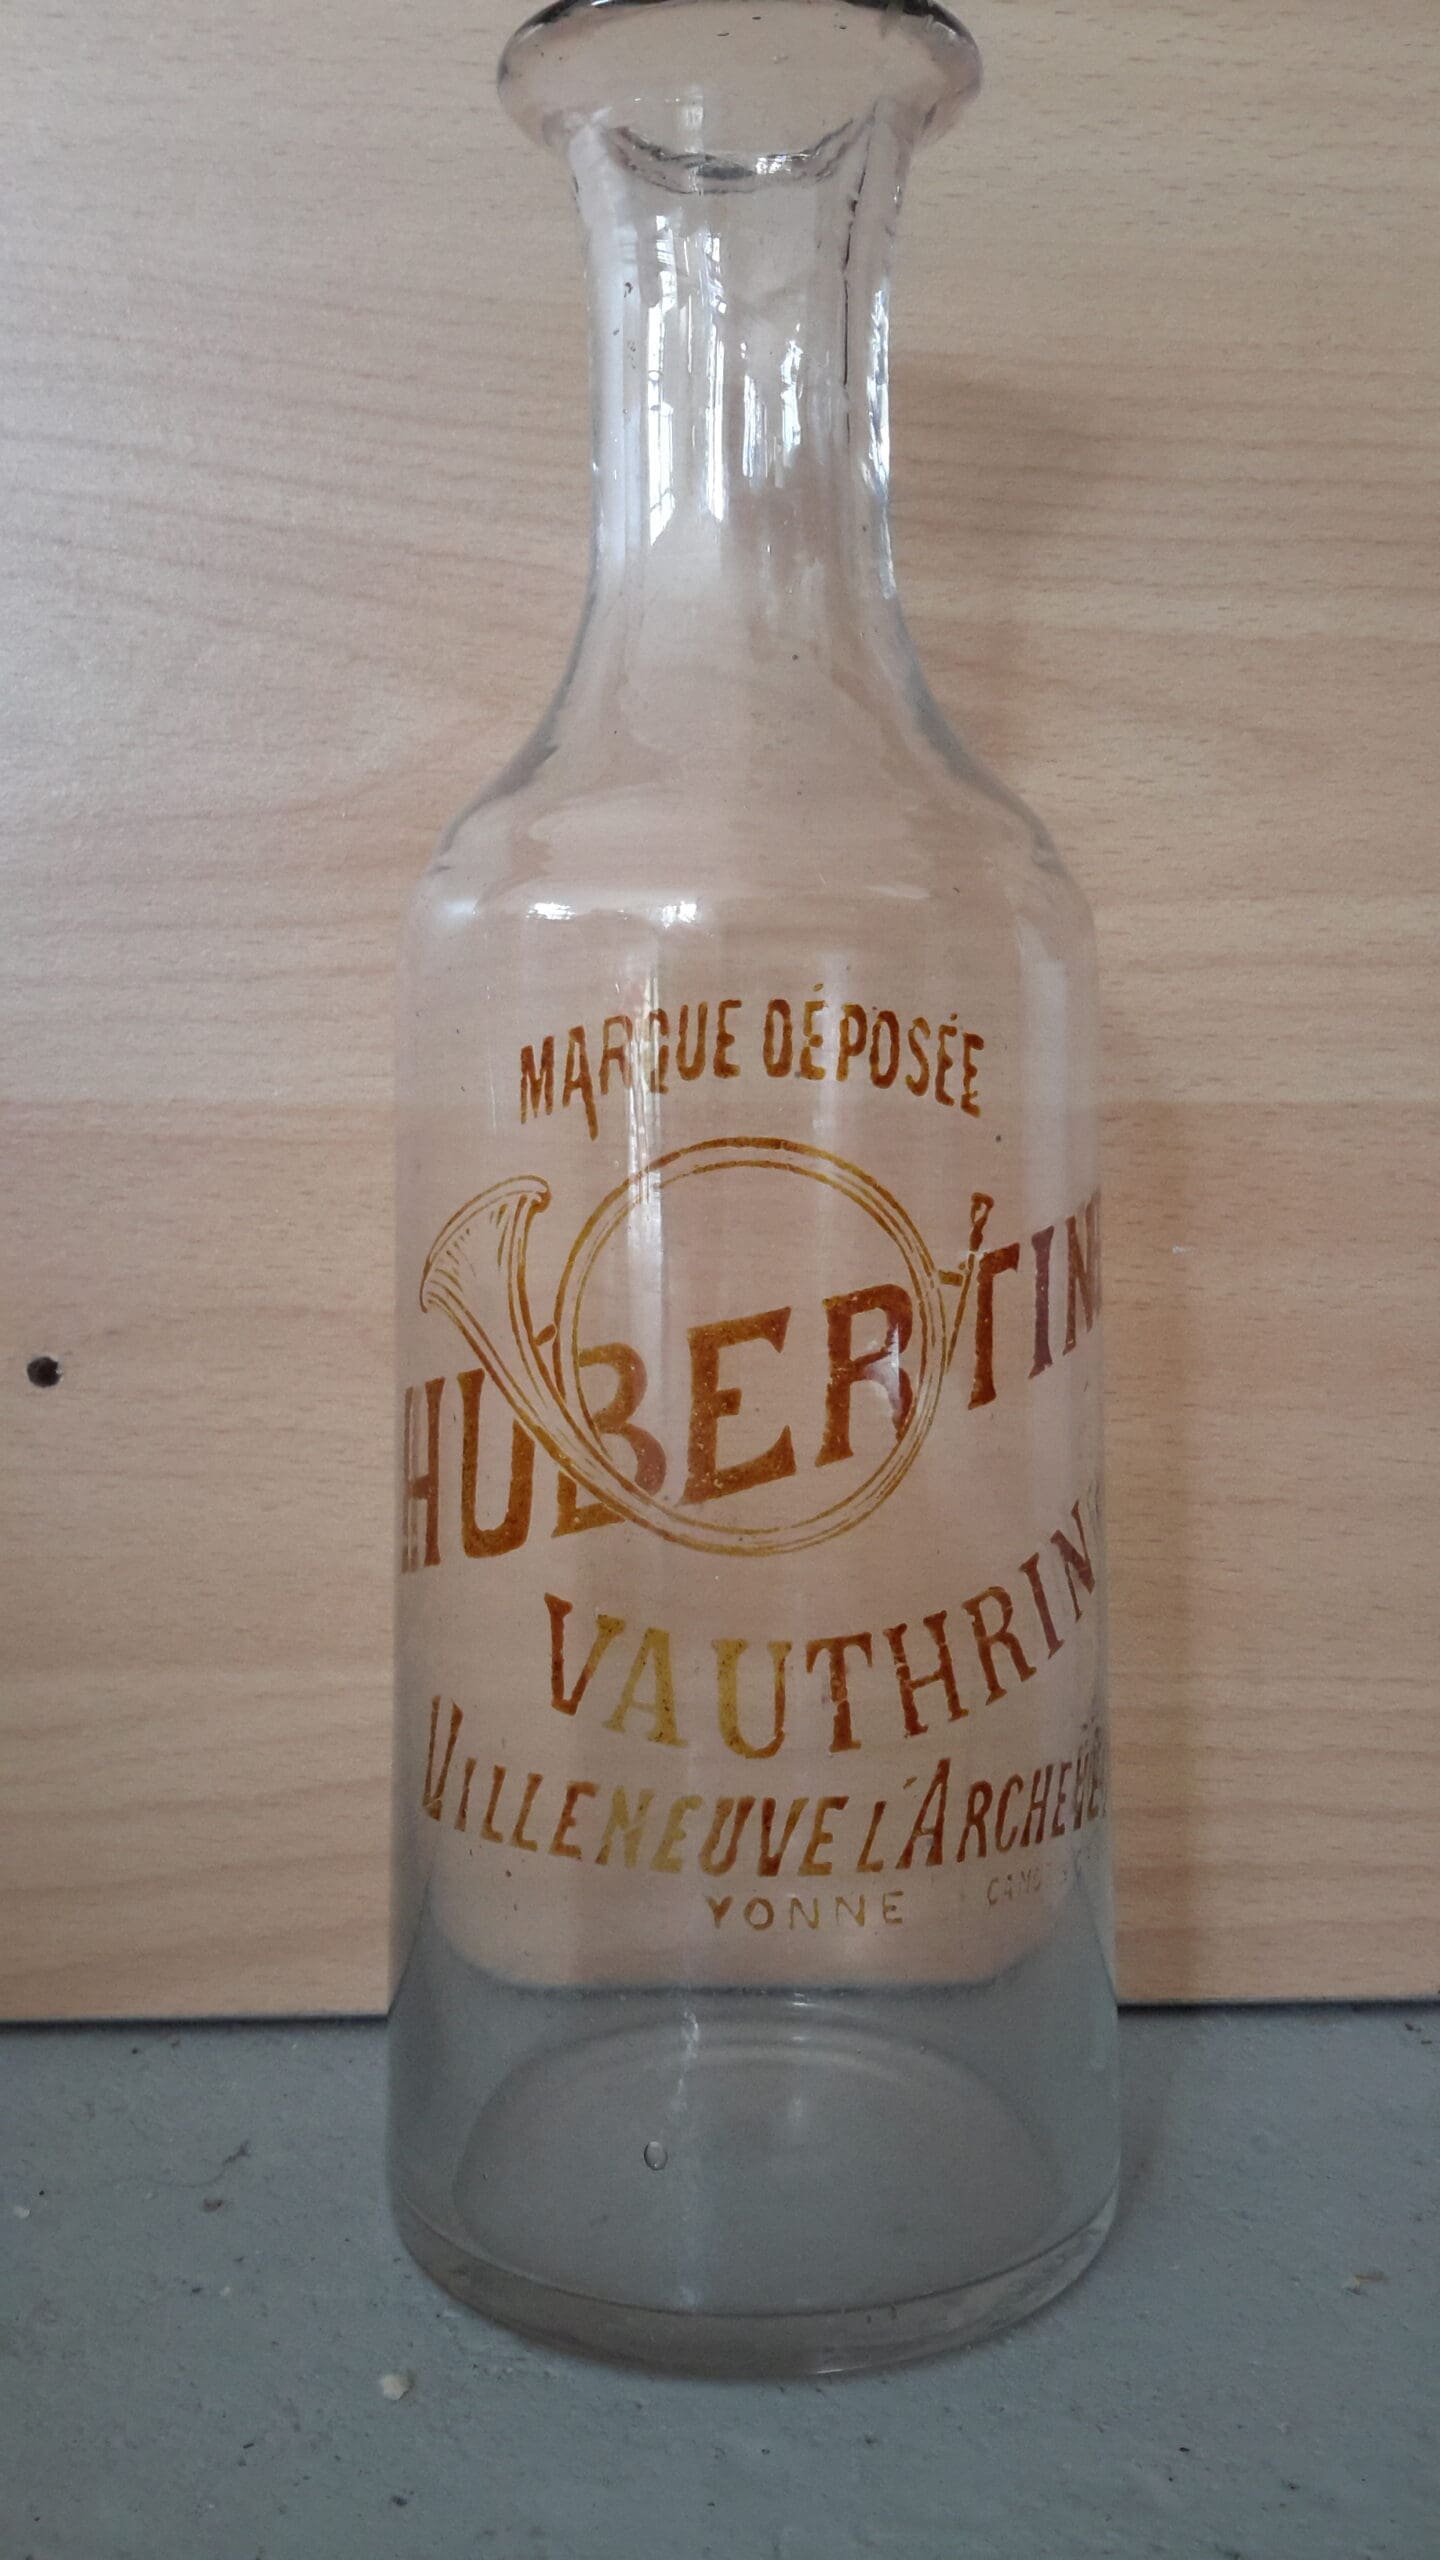 MARQUE DÉPOSÉE
HUBERTINE
VAUTHRIN
VILLENEUVE L'ARCHEVÊQUE
YONNE